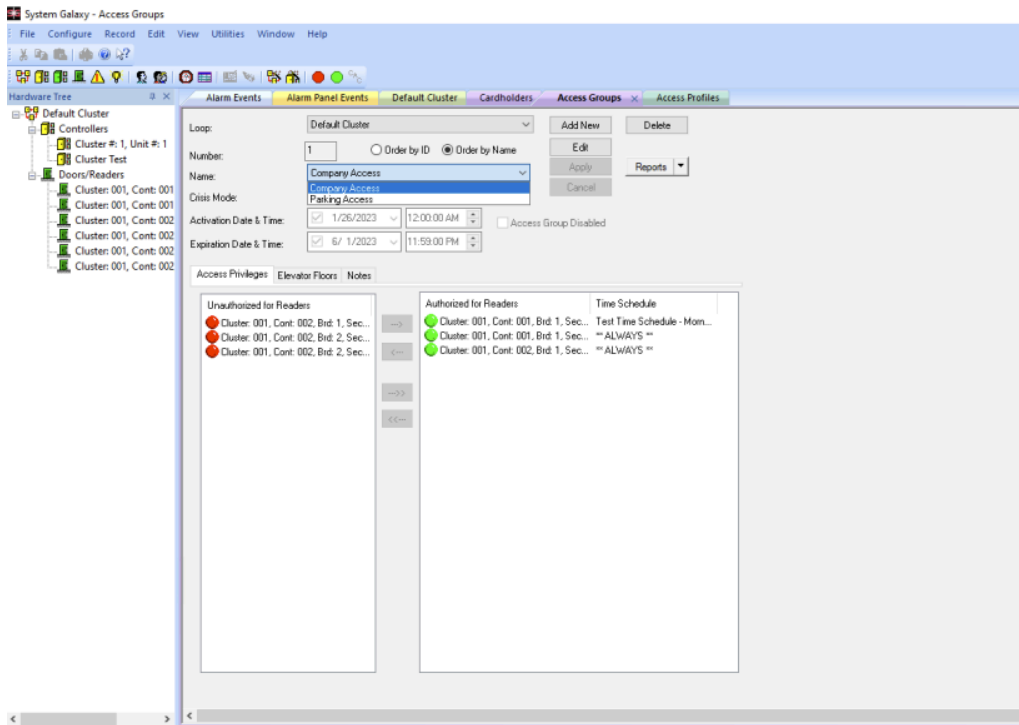 System Galaxy - Access Groups
File Configure Record Edit View Utilities Window Help
Hardware Tree
Alarm Events Alarm Panel Events Default Cluster Cardholders Access Groups Access Profiles
Default Cluster
Controllers
Cluster #: 1, Unit #: 1
Cluster Test
Doors/Readers
Cluster: 001, Cont: 001
Cluster: 001, Cont: 001
Cluster: 001, Cont: 002
Cluster: 001, Cont: 002
Cluster: 001, Cont: 002
Cluster: 001, Cont: 002
Loop: Default Cluster Add New Delete
Number: 1 Order by ID Order by Name Edit
Name: Company Access Apply Reports
Company Access Cancel
Crisis Mode: Parking Access
Activation Date & Time: 1/26/2023 12:00:00 AM Access Group Disabled
Expiration Date & Time: 6/ 1/2023 11:59:00 PM
Access Privileges Elevator Floors Notes
Unauthorized for Readers
Cluster: 001, Cont: 002, Brd: 1, Sec...
Cluster: 001, Cont: 002, Brd: 2, Sec...
Cluster: 001, Cont: 002, Brd: 2, Sec...
-->
<---
-->>
<<---
Authorized for Readers Time Schedule
Cluster: 001, Cont: 001, Brd: 1, Sec... Test Time Schedule - Morn...
Cluster: 001, Cont: 001, Brd: 1, Sec... ** ALWAYS **
Cluster: 001, Cont: 002, Brd: 1, Sec... ** ALWAYS **